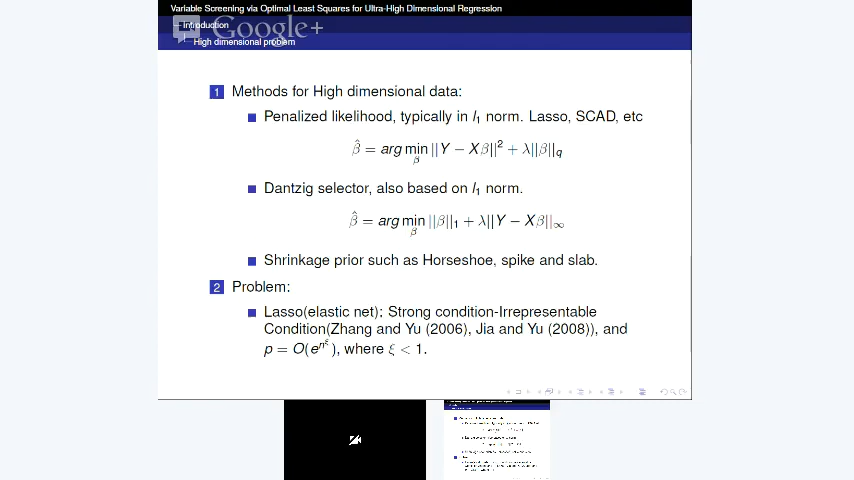 Variable Screening via Optimal Least Squares for Ultra-High Dimensional Regression
Introduction
Google+
High dimensional problem
1 Methods for High dimensional data:
Penalized likelihood, typically in l₁ norm. Lasso, SCAD, etc
β̂ = arg min_β ||Y − Xβ||² + λ||β||_q
Dantzig selector, also based on l₁ norm.
β̂ = arg min_β ||β||₁ + λ||Y − Xβ||_∞
Shrinkage prior such as Horseshoe, spike and slab.
2 Problem:
Lasso(elastic net): Strong condition-Irrepresentable
Condition(Zhang and Yu (2006), Jia and Yu (2008)), and
p = O(e^{n^ξ}), where ξ < 1.